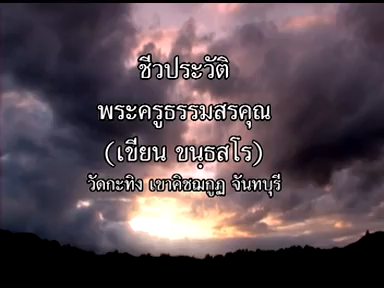 ชีวประวัติ
พระครูธรรมสรคุณ
(เขียน ขนฺธสโร)
วัดกะทิง เขาคิชฌกูฏ จันทบุรี